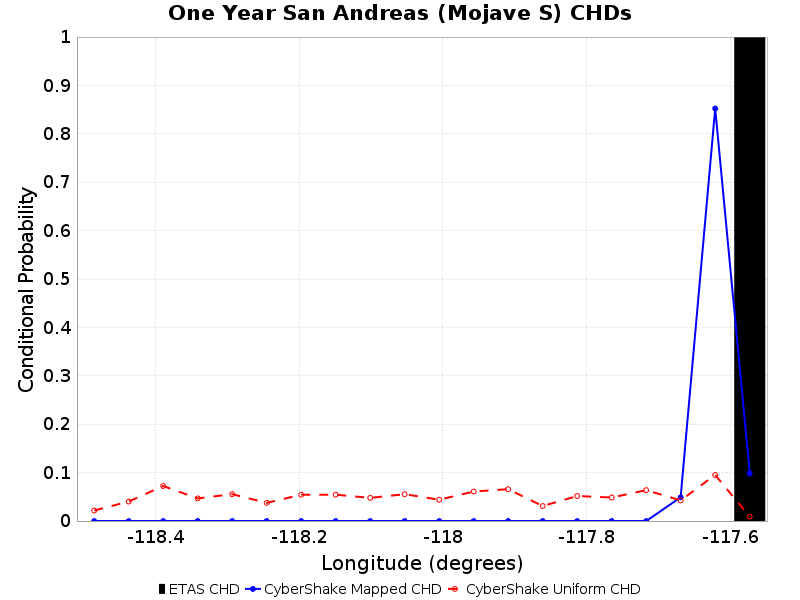 One Year San Andreas (Mojave S) CHDs
1
0.9
0.8
0.7
0.6
0.5
0.4
0.3
0.2
0.1
0
Conditional Probability
-118.4 -118.2 -118 -117.8 -117.6
Longitude (degrees)
ETAS CHD CyberShake Mapped CHD CyberShake Uniform CHD